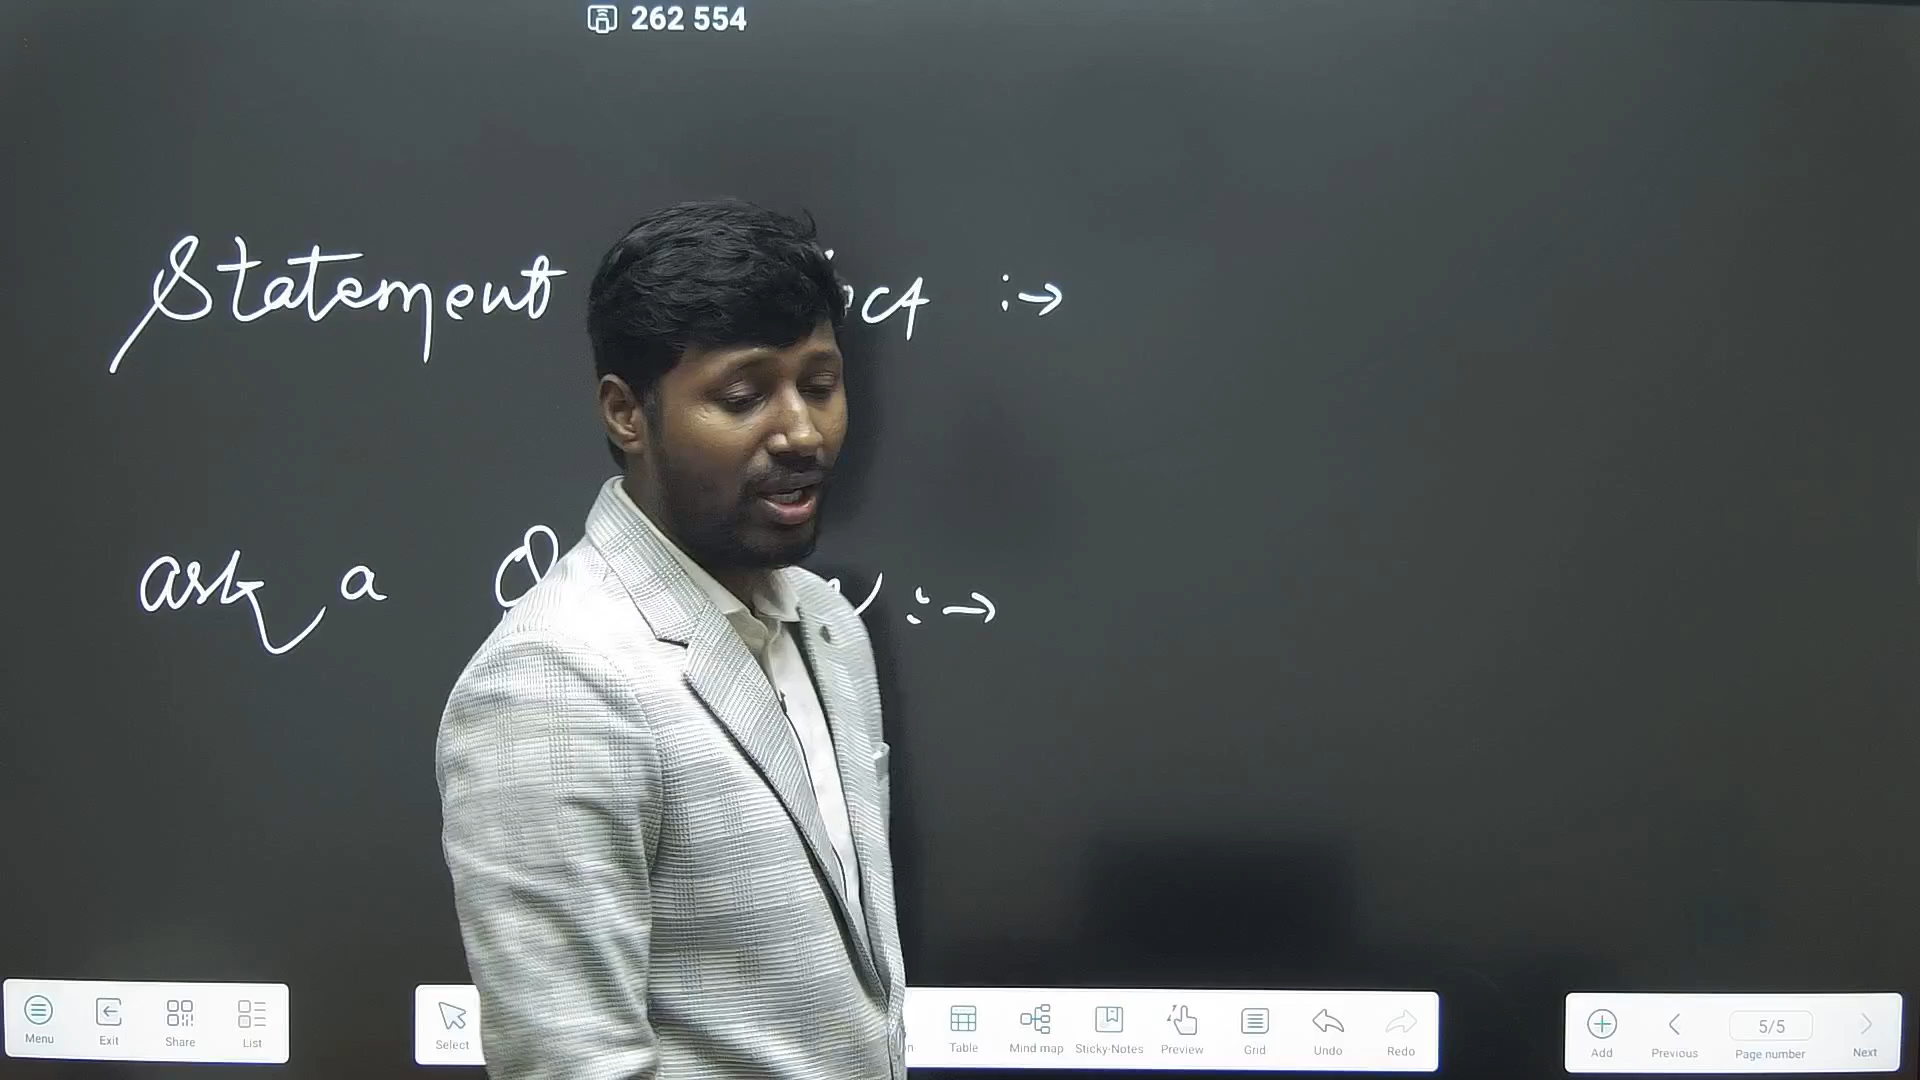 262 554
Statement :→
ask a :→
Menu Exit Share List Select Table Mind map Sticky-Notes Preview Grid Undo Redo Add Previous 5/5 Page number Next